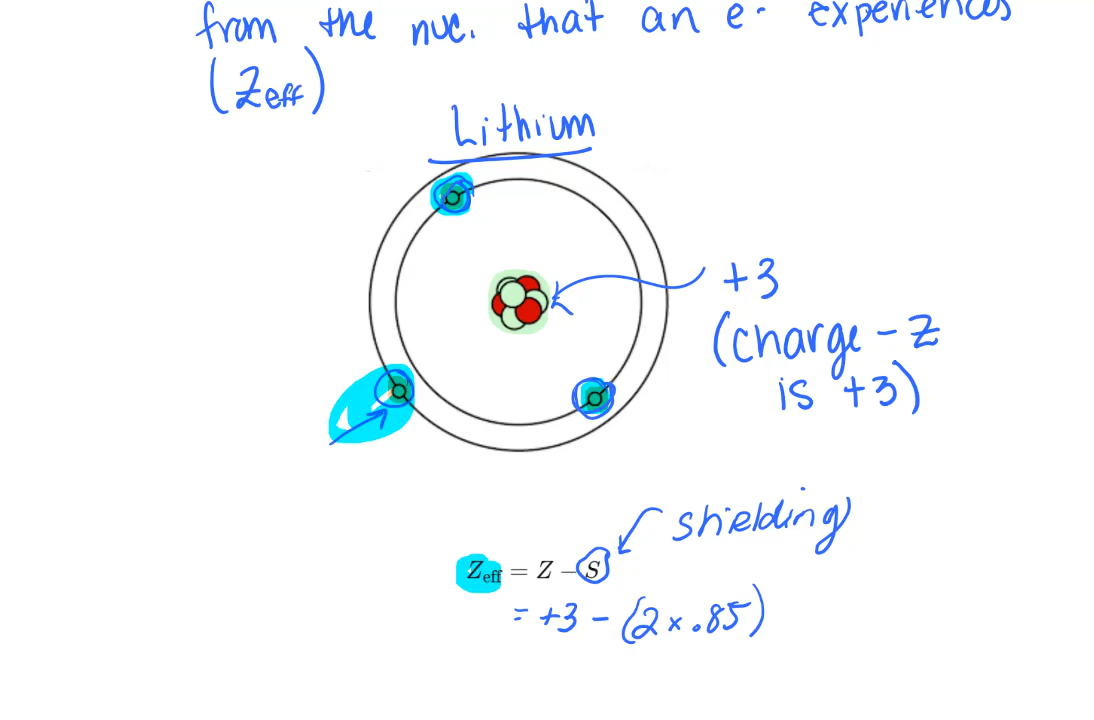 from the nuc. that an e- experiences
(Zeff)
Lithium
+3
(charge - Z
is +3)
shielding
Zeff = Z − S
= +3 - (2 x .85)